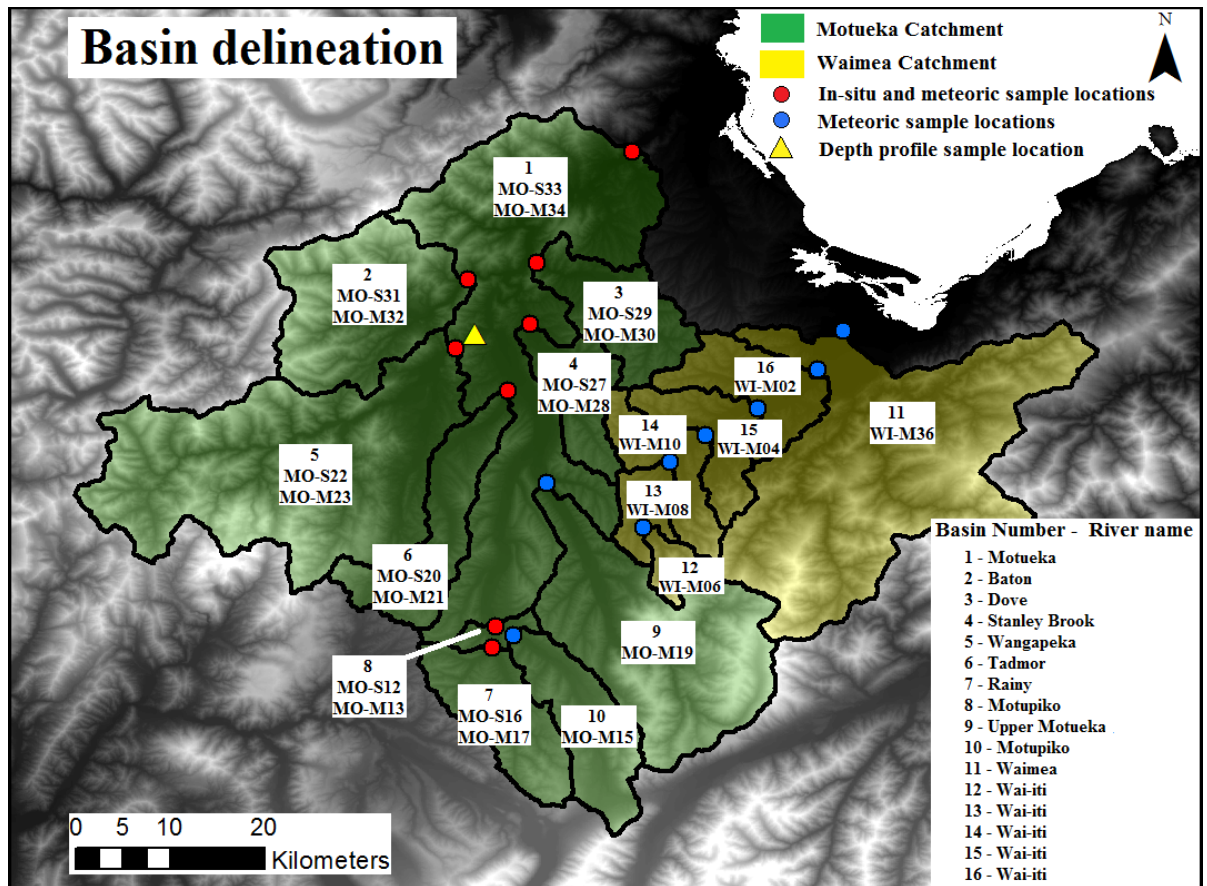 Basin delineation
N
Motueka Catchment
Waimea Catchment
In-situ and meteoric sample locations
Meteoric sample locations
Depth profile sample location
1
MO-S33
MO-M34
2
MO-S31
MO-M32
3
MO-S29
MO-M30
4
MO-S27
MO-M28
16
WI-M02
11
WI-M36
14
WI-M10
15
WI-M04
5
MO-S22
MO-M23
13
WI-M08
6
MO-S20
MO-M21
12
WI-M06
9
MO-M19
8
MO-S12
MO-M13
7
MO-S16
MO-M17
10
MO-M15
Basin Number - River name
1 - Motueka
2 - Baton
3 - Dove
4 - Stanley Brook
5 - Wangapeka
6 - Tadmor
7 - Rainy
8 - Motupiko
9 - Upper Motueka
10 - Motupiko
11 - Waimea
12 - Wai-iti
13 - Wai-iti
14 - Wai-iti
15 - Wai-iti
16 - Wai-iti
0 5 10 20
Kilometers